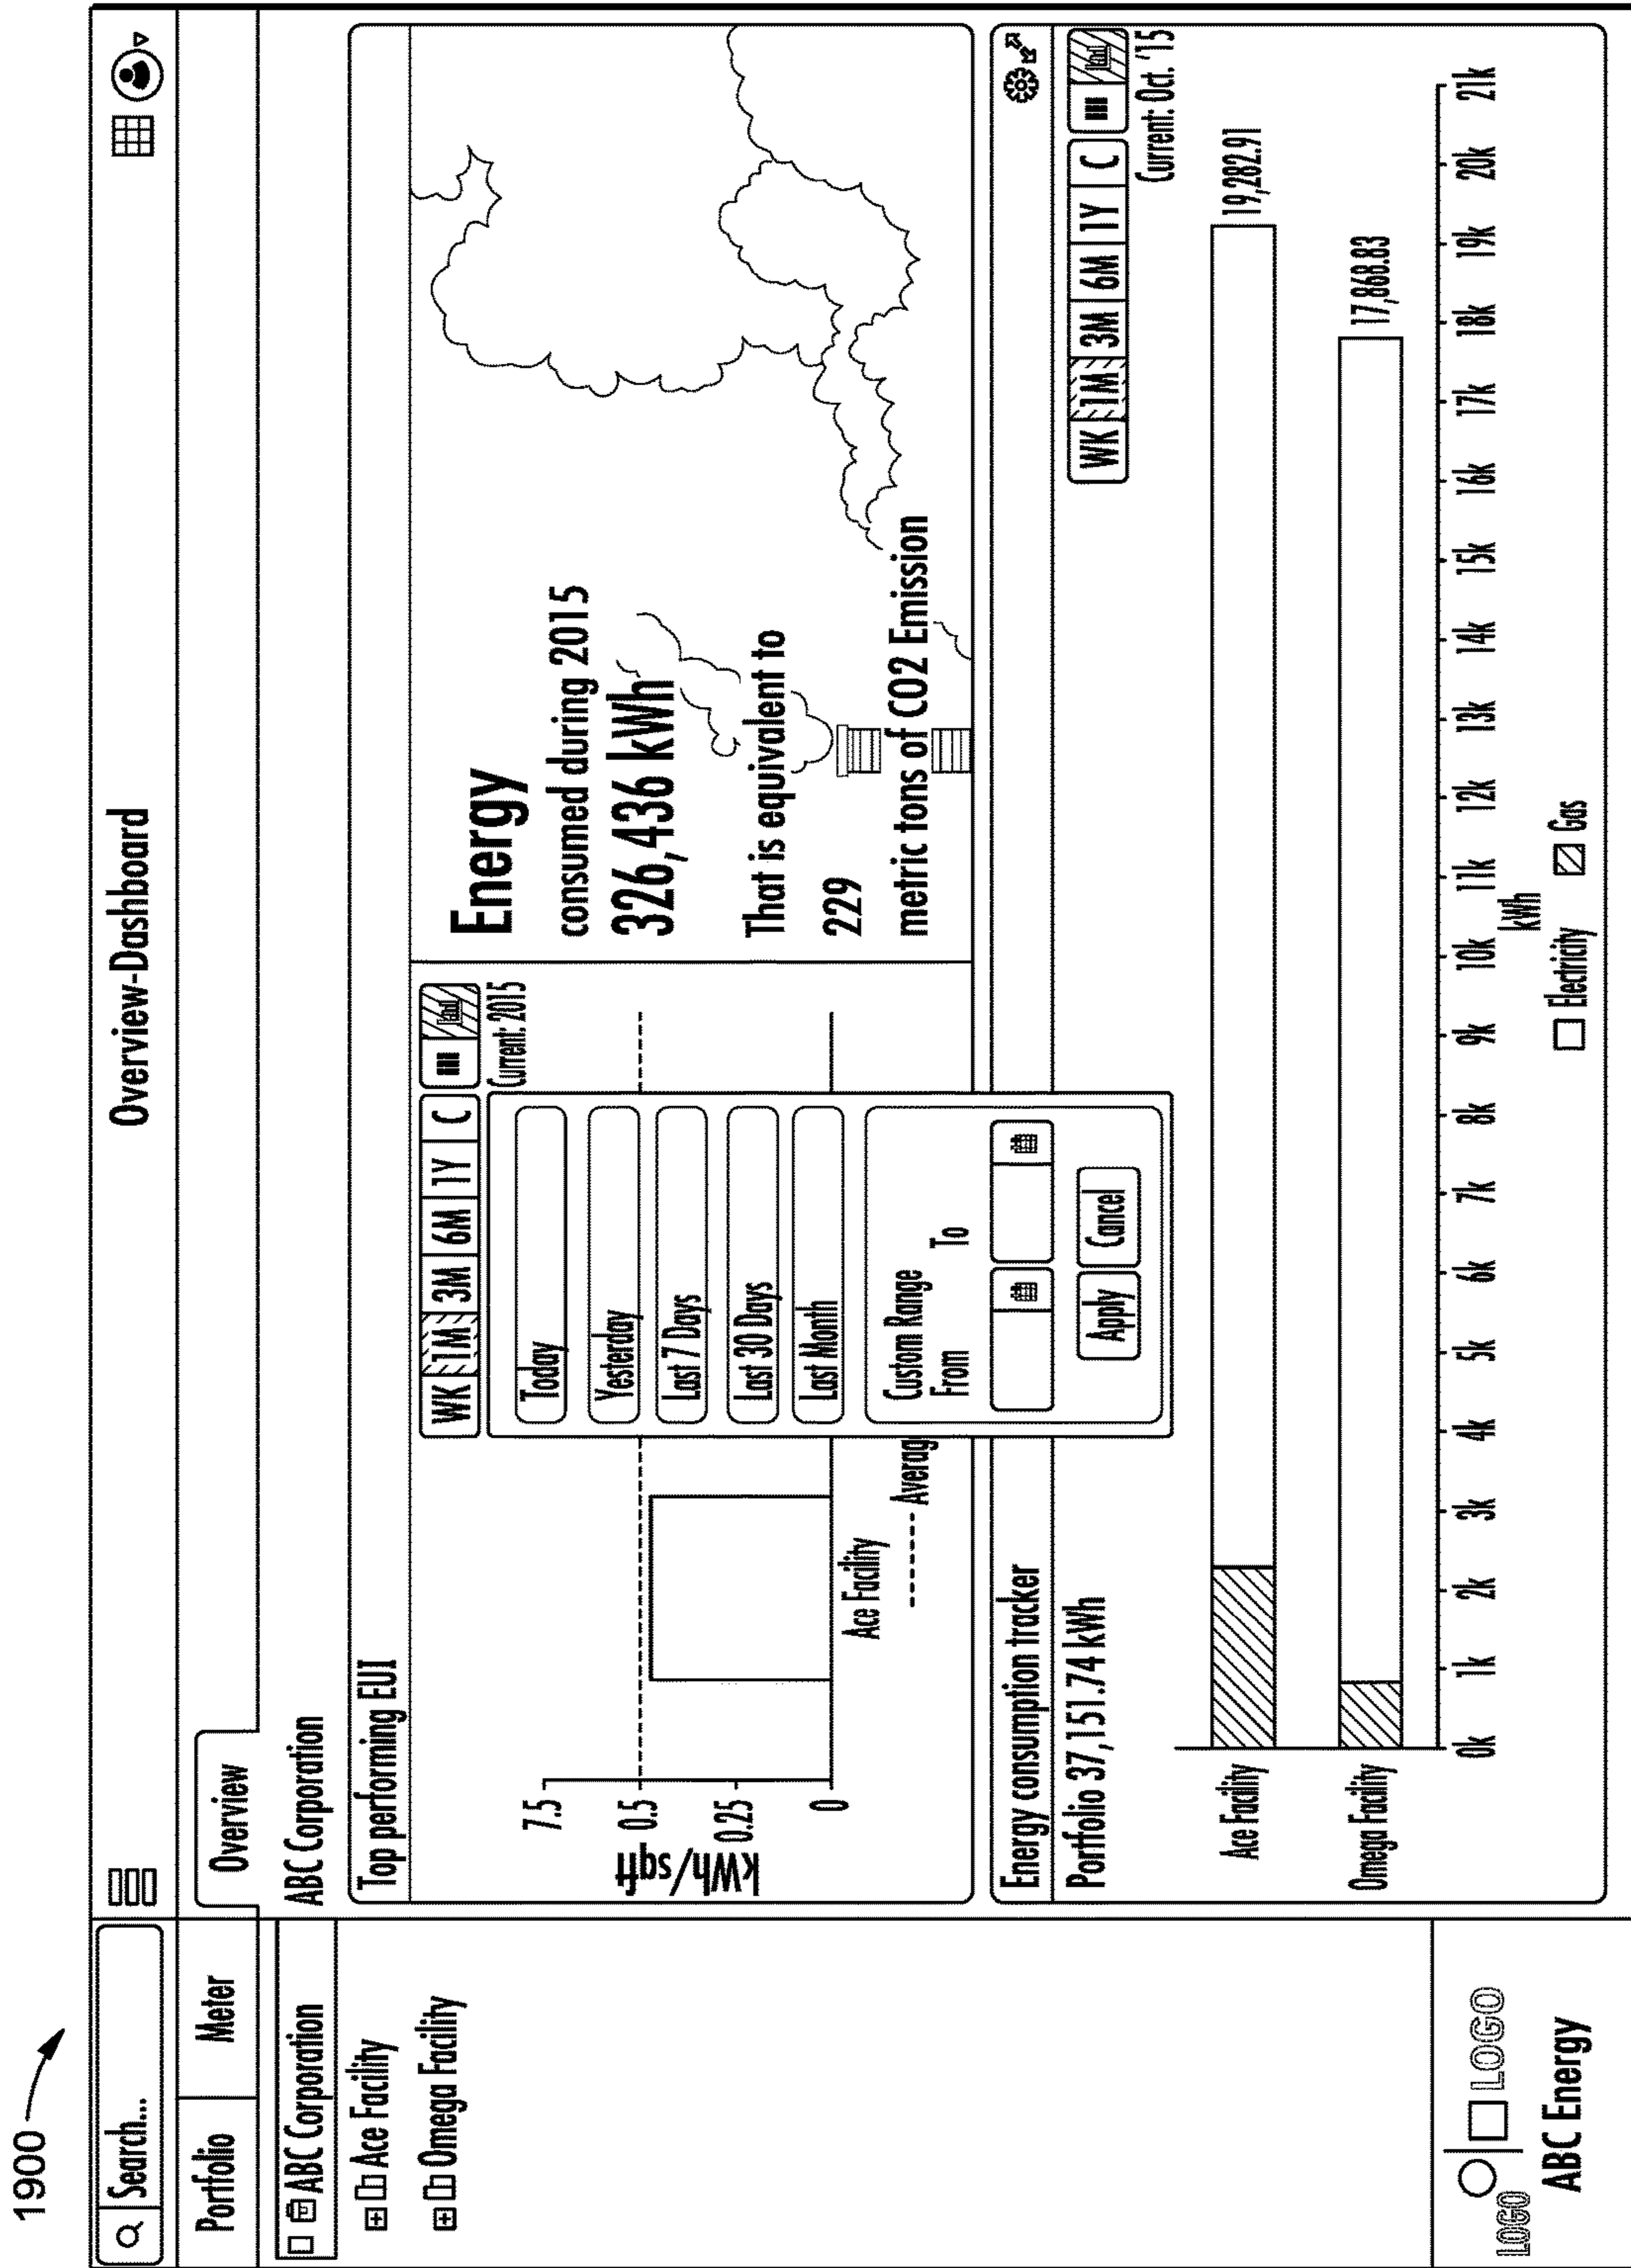 1900
Search...
Overview-Dashboard
Portfolio
Meter
Overview
ABC Corporation
Ace Facility
Omega Facility
ABC Corporation
Top performing EUI
WK 1M 3M 6M 1Y C
Current: 2015
7.5
0.5
0.25
0
kWh/sqft
Ace Facility
Averag
Today
Yesterday
Last 7 Days
Last 30 Days
Last Month
Custom Range
From To
Apply Cancel
Energy
consumed during 2015
326,436 kWh
That is equivalent to
229
metric tons of CO2 Emission
Energy consumption tracker
Portfolio 37,151.74 kWh
WK 1M 3M 6M 1Y C
Current: Oct. '15
Ace Facility
19,282.91
Omega Facility
17,868.83
0k 1k 2k 3k 4k 5k 6k 7k 8k 9k 10k 11k 12k 13k 14k 15k 16k 17k 18k 19k 20k 21k
kWh
Electricity Gas
LOGO
LOGO
ABC Energy